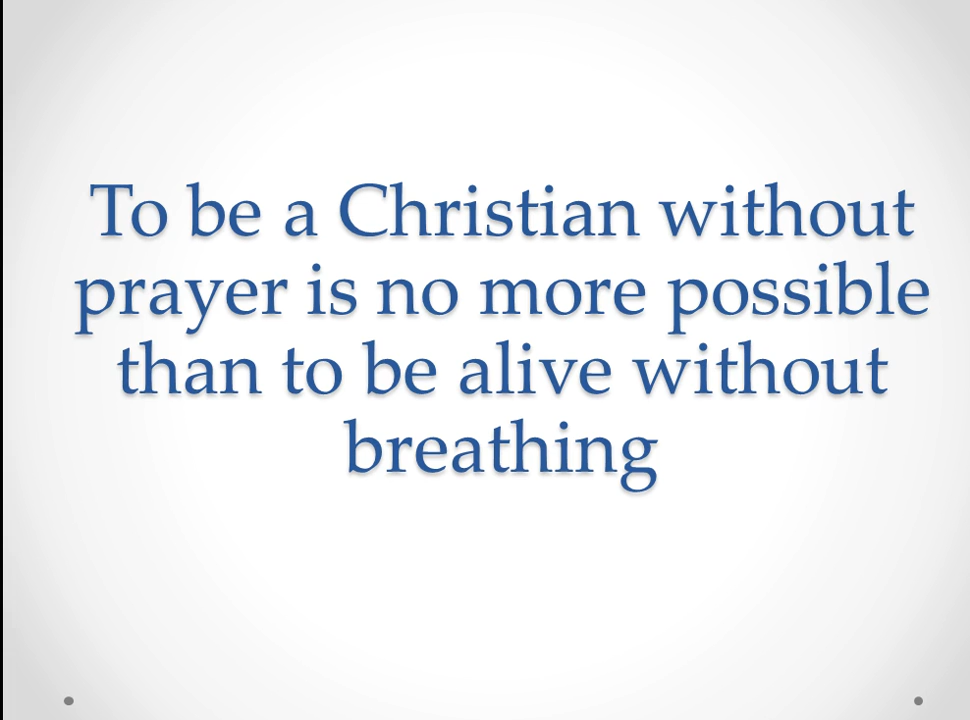 To be a Christian without
prayer is no more possible
than to be alive without
breathing